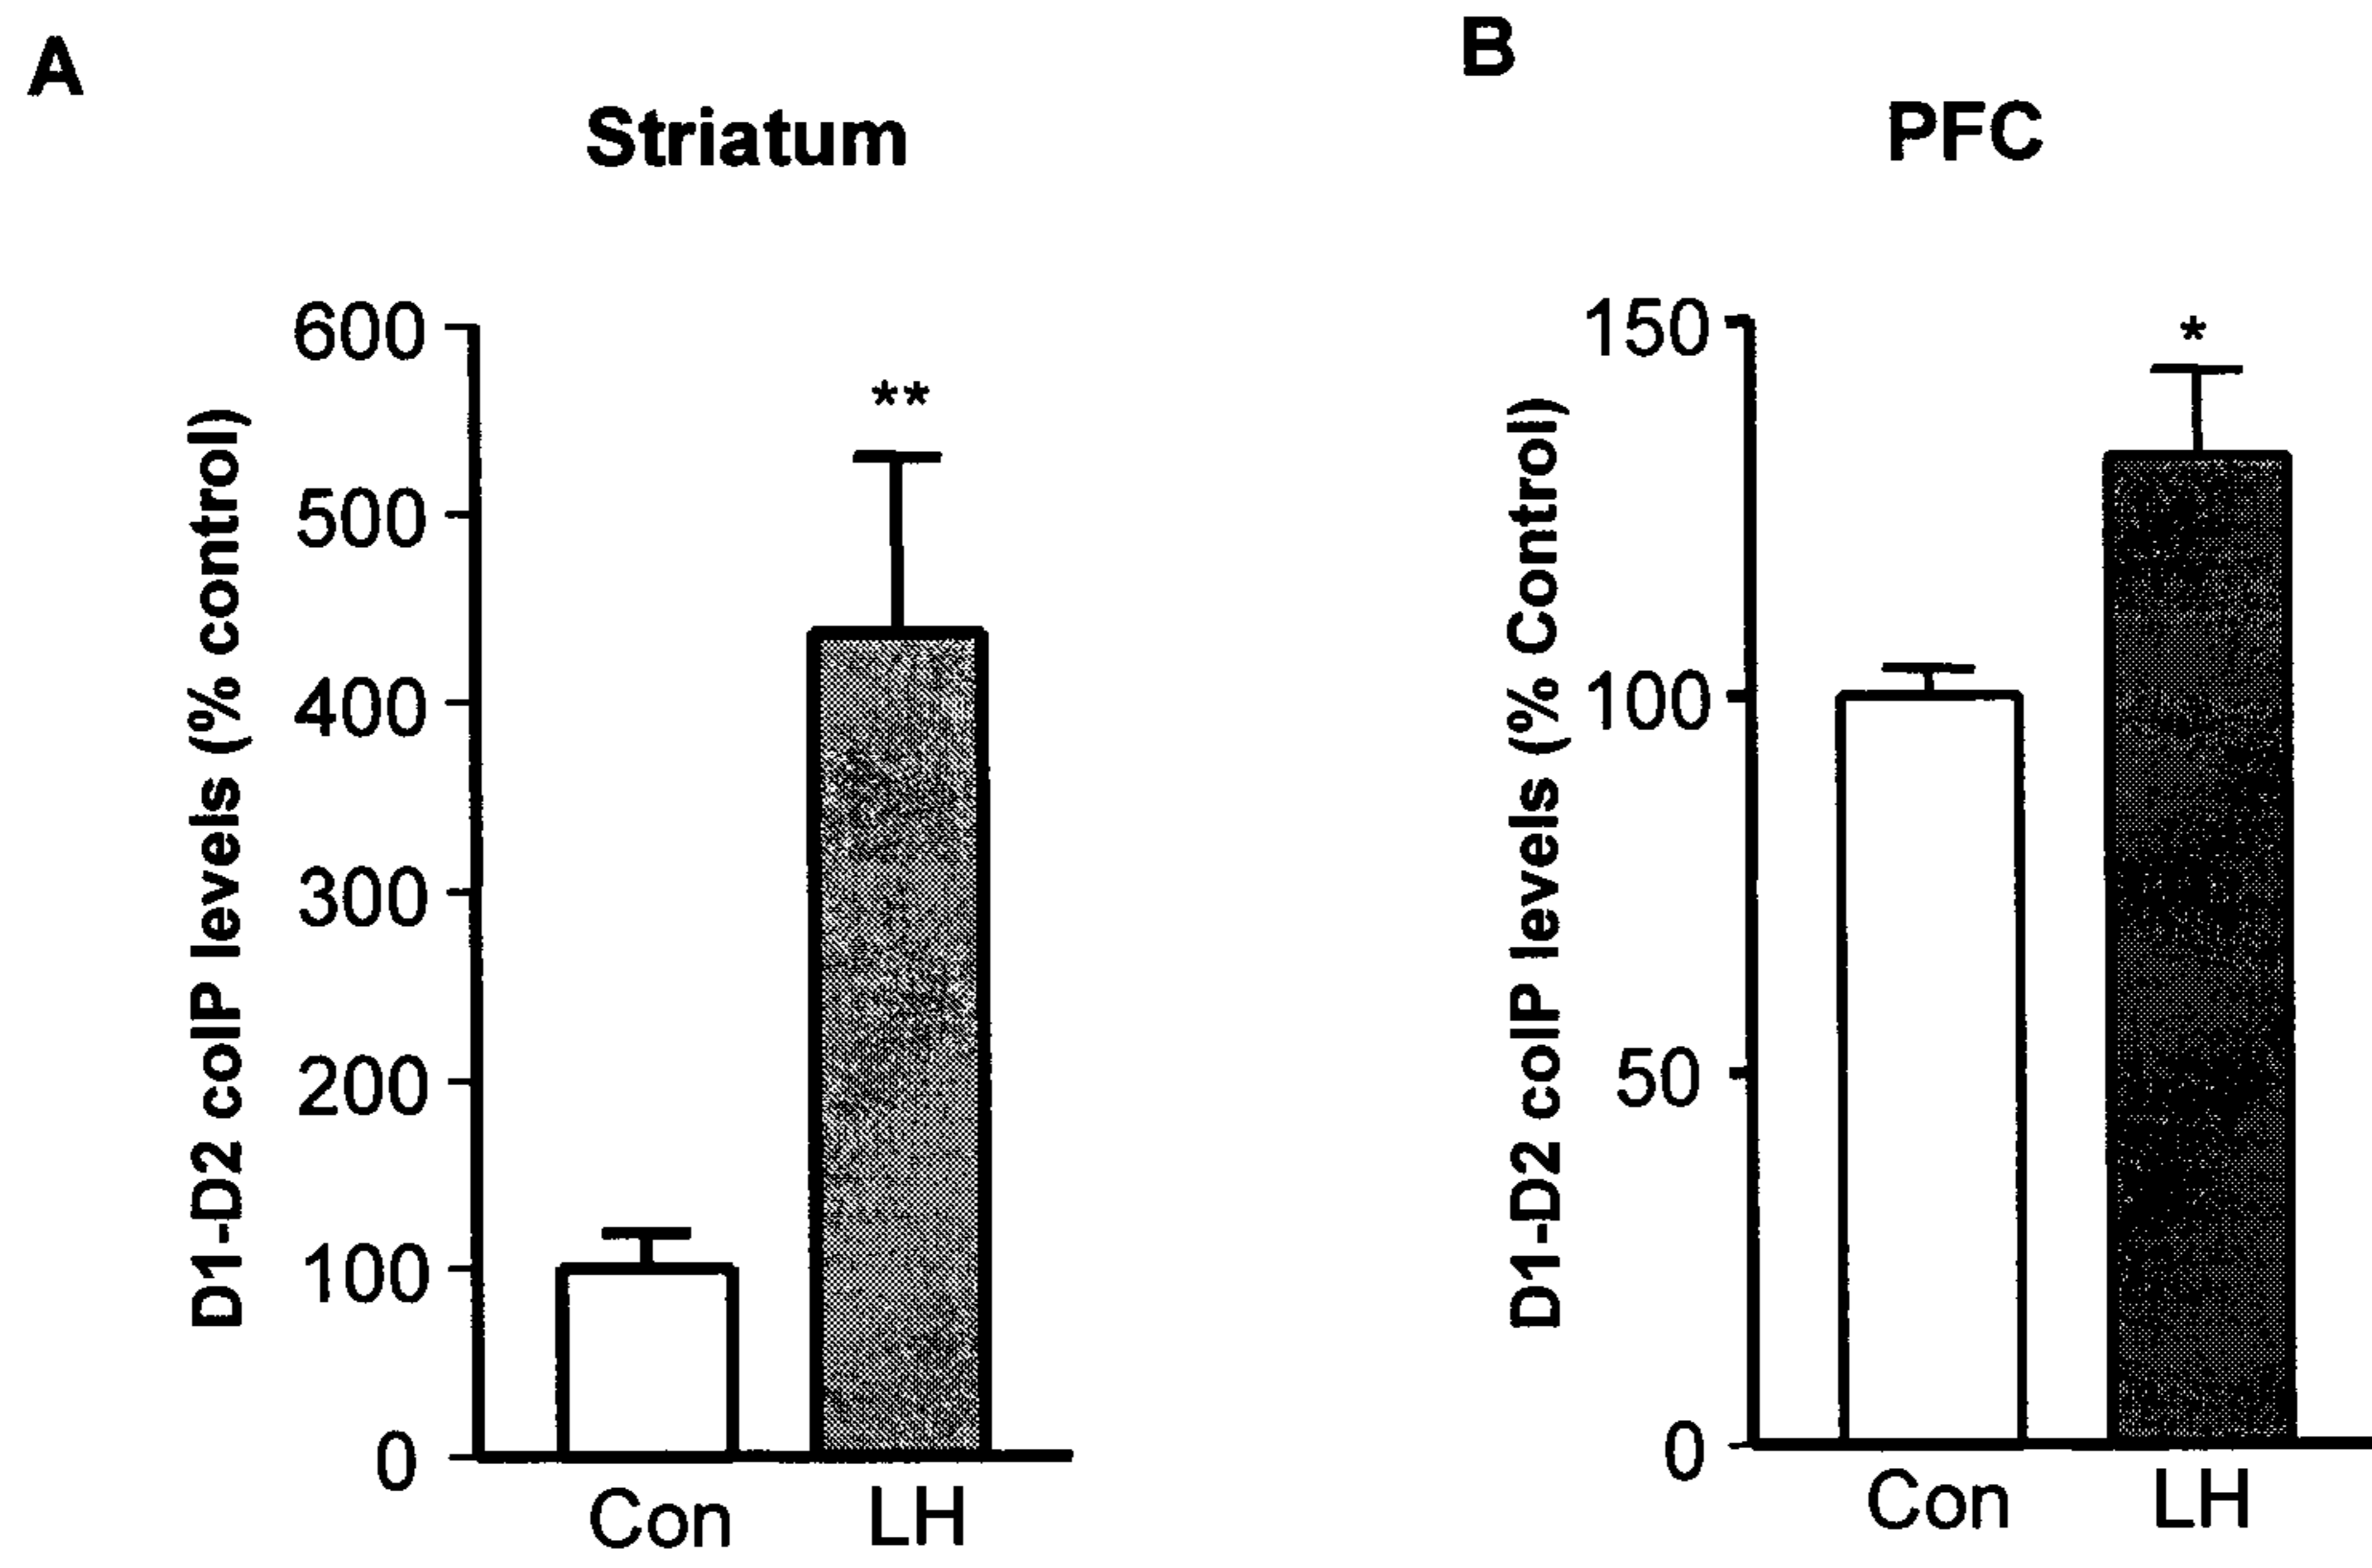 A
Striatum
D1-D2 coIP levels (% control)
600
500
400
300
200
100
0
**
Con LH
B
PFC
D1-D2 coIP levels (% Control)
150
100
50
0
*
Con LH